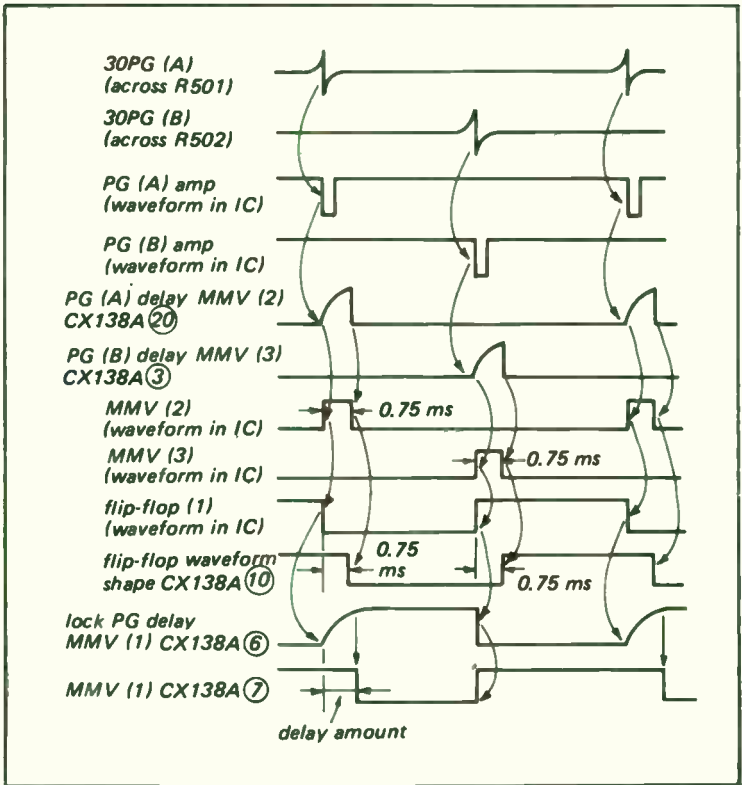 30PG (A)
(across R501)
30PG (B)
(across R502)
PG (A) amp
(waveform in IC)
PG (B) amp
(waveform in IC)
PG (A) delay MMV (2)
CX138A 20
PG (B) delay MMV (3)
CX138A 3
MMV (2)
(waveform in IC)
0.75 ms
MMV (3)
(waveform in IC)
0.75 ms
flip-flop (1)
(waveform in IC)
flip-flop waveform
shape CX138A 10
0.75
ms
0.75 ms
lock PG delay
MMV (1) CX138A 6
MMV (1) CX138A 7
delay amount